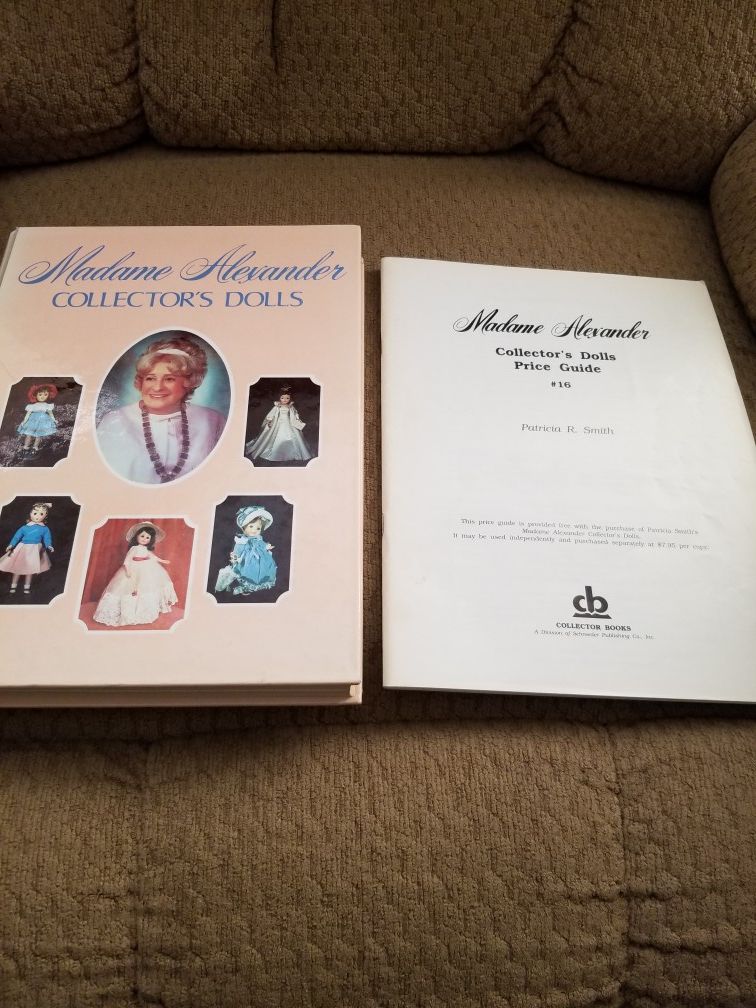 Madame Alexander
COLLECTOR'S DOLLS
Madame Alexander
Collector's Dolls
Price Guide
#16
Patricia R. Smith
This price guide is provided free with the purchase of Patricia Smith's
Madame Alexander Collector's Dolls.
It may be used independently and purchased separately at $7.95 per copy.
cb
COLLECTOR BOOKS
A Division of Schroeder Publishing Co., Inc.